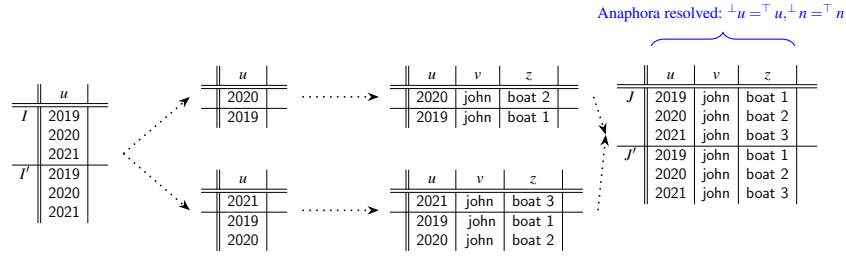 Anaphora resolved: ⊥u =⊤ u,⊥ n =⊤ n
u
I 2019
2020
2021
I′ 2019
2020
2021
u
2020
2019
u v z
2020 john boat 2
2019 john boat 1
u
2021
2019
2020
u v z
2021 john boat 3
2019 john boat 1
2020 john boat 2
u v z
J 2019 john boat 1
2020 john boat 2
2021 john boat 3
J′ 2019 john boat 1
2020 john boat 2
2021 john boat 3